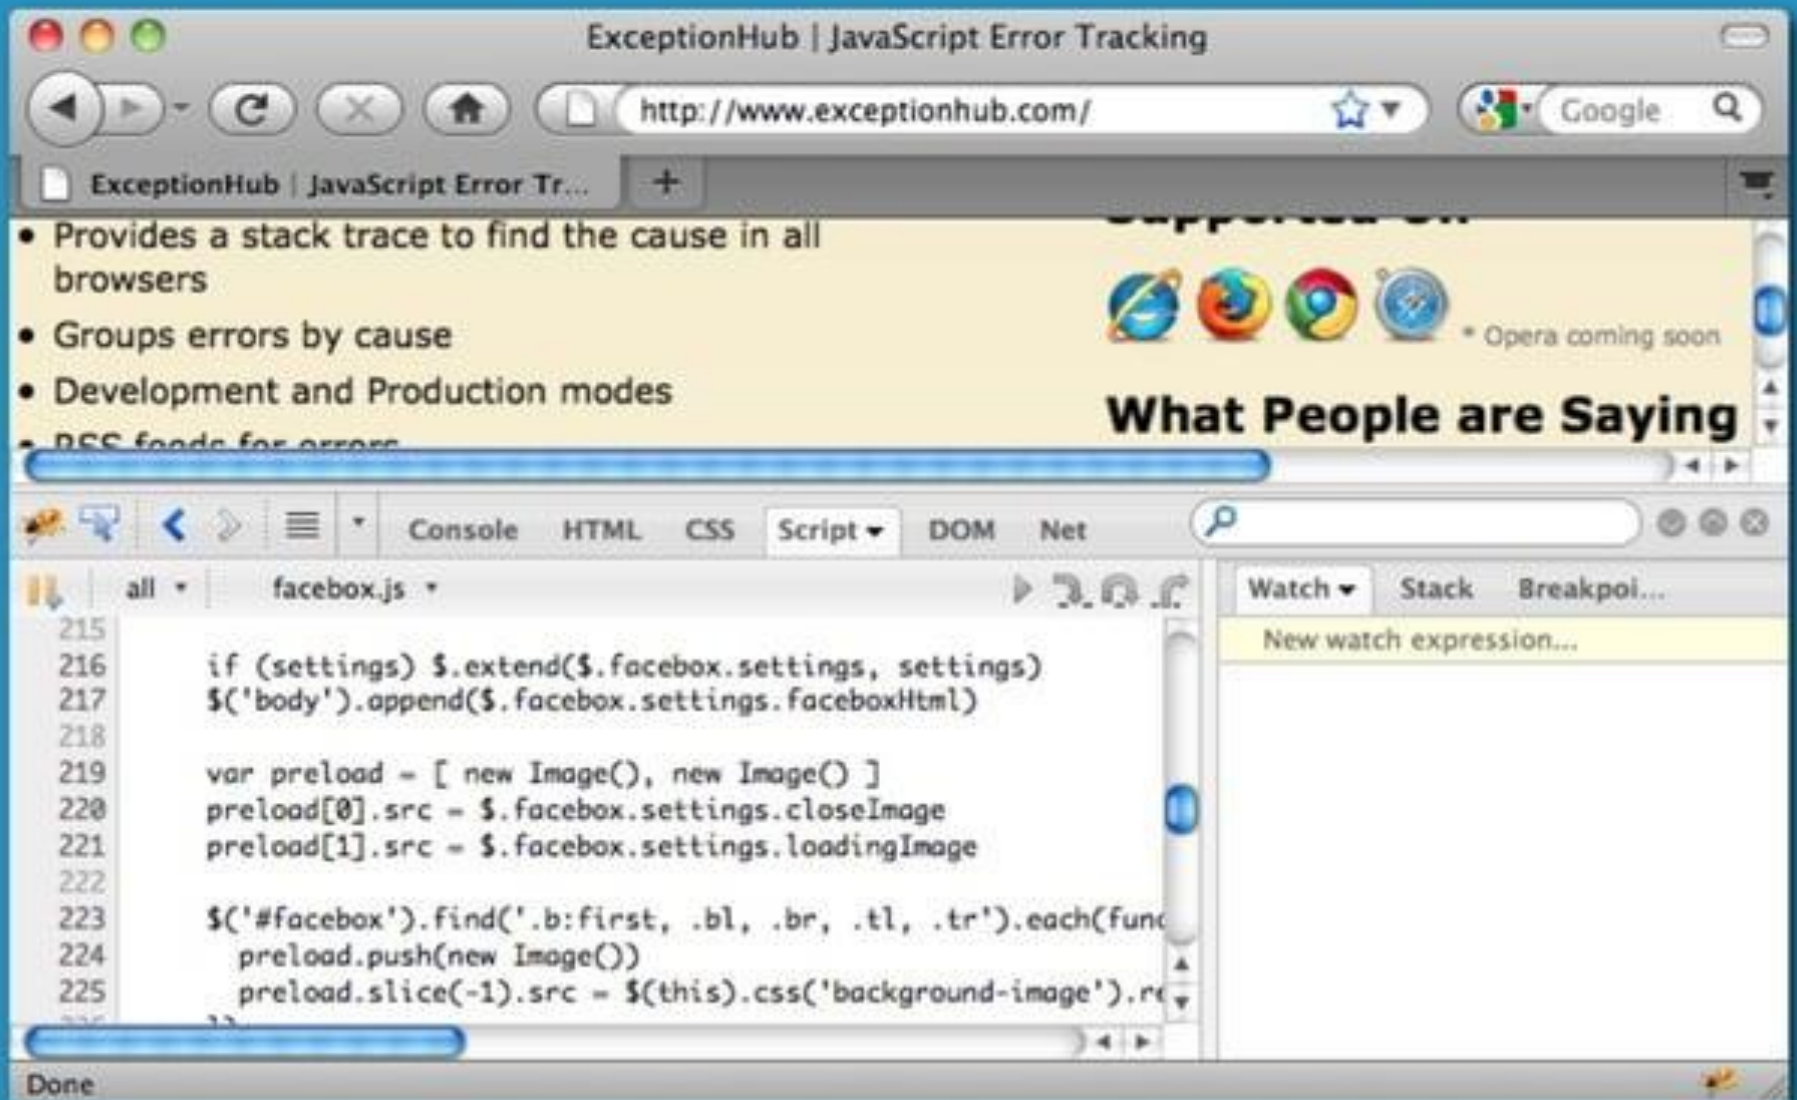 ExceptionHub | JavaScript Error Tracking
http://www.exceptionhub.com/
Google
ExceptionHub | JavaScript Error Tr...
Provides a stack trace to find the cause in all
browsers
Groups errors by cause
Development and Production modes
RSS feeds for errors
Supported On
* Opera coming soon
What People are Saying
Console HTML CSS Script DOM Net
all facebox.js
Watch Stack Breakpoi...
New watch expression...
215
216 if (settings) $.extend($.facebox.settings, settings)
217 $('body').append($.facebox.settings.faceboxHtml)
218
219 var preload = [ new Image(), new Image() ]
220 preload[0].src = $.facebox.settings.closeImage
221 preload[1].src = $.facebox.settings.loadingImage
222
223 $('#facebox').find('.b:first, .bl, .br, .tl, .tr').each(func
224 preload.push(new Image())
225 preload.slice(-1).src = $(this).css('background-image').re
Done